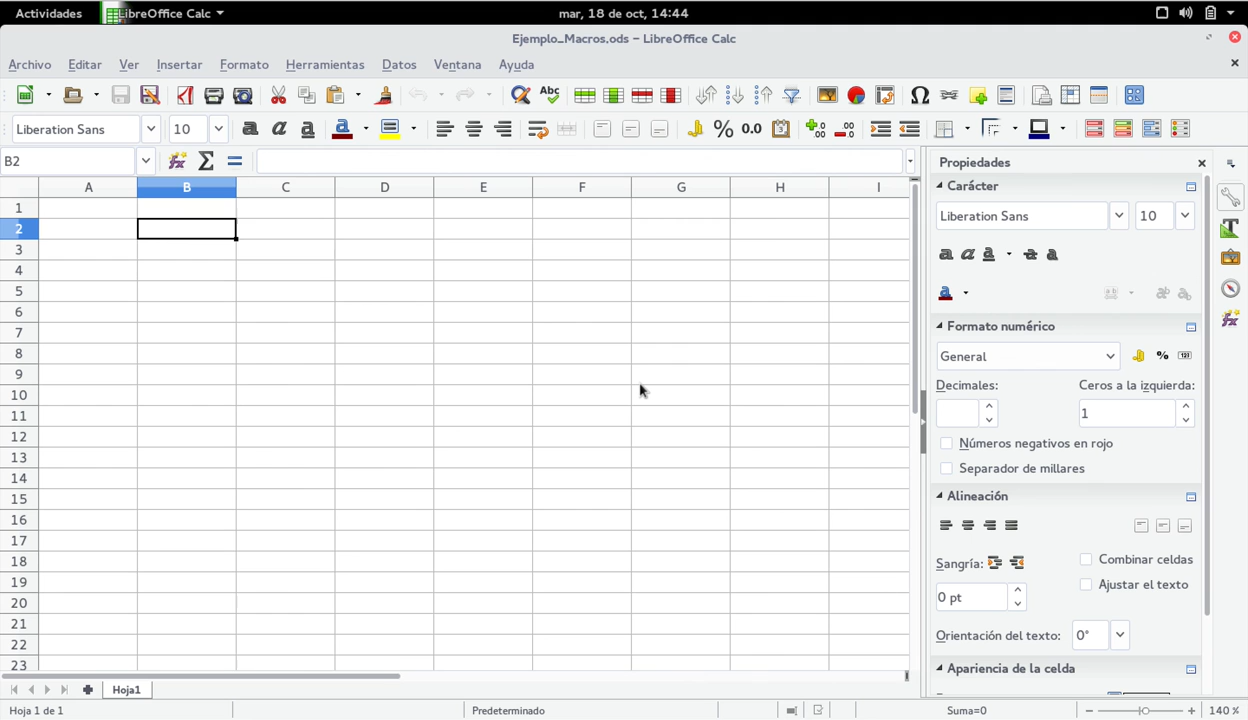 Actividades LibreOffice Calc mar, 18 de oct, 14:44
Ejemplo_Macros.ods – LibreOffice Calc
Archivo Editar Ver Insertar Formato Herramientas Datos Ventana Ayuda
Liberation Sans 10
B2
A B C D E F G H I
1
2
3
4
5
6
7
8
9
10
11
12
13
14
15
16
17
18
19
20
21
22
23
Propiedades
Carácter
Liberation Sans 10
Formato numérico
General
Decimales: Ceros a la izquierda:
1
Números negativos en rojo
Separador de millares
Alineación
Sangría: Combinar celdas
0 pt Ajustar el texto
Orientación del texto: 0°
Apariencia de la celda
Hoja1
Hoja 1 de 1 Predeterminado Suma=0 140 %